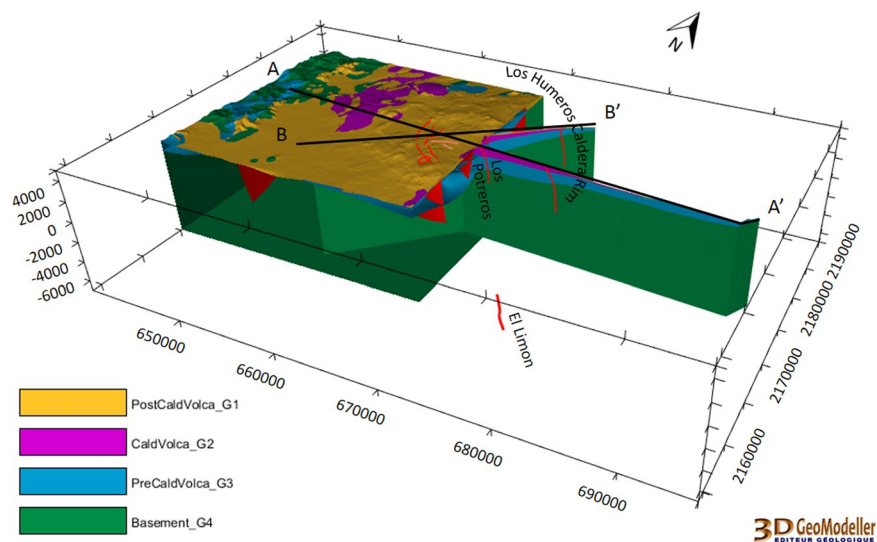 N
A
Los Humeros Caldera Rim
B'
B
Los
Potreros
A'
4000
2000
0
-2000
-4000
-6000
El Limon
650000
660000
670000
680000
690000
2160000
2170000
2180000
2190000
PostCaldVolca_G1
CaldVolca_G2
PreCaldVolca_G3
Basement_G4
3D GeoModeller
EDITEUR GÉOLOGIQUE